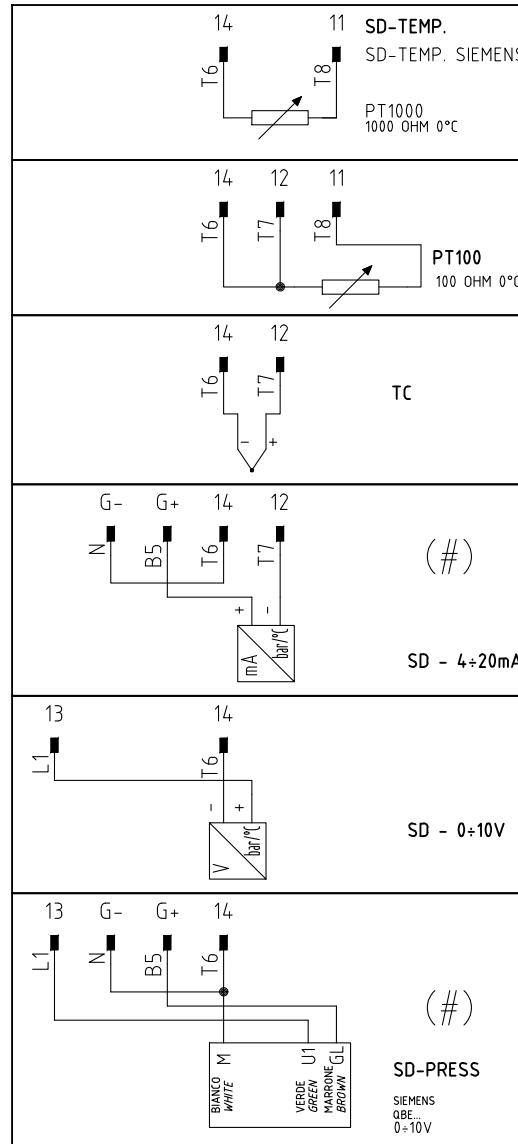 14 11 SD-TEMP.
SD-TEMP. SIEMENS
T6 T8
PT1000
1000 OHM 0°C
14 12 11
T6 T7 T8
PT100
100 OHM 0°C
14 12
T6 T7
TC
- +
G- G+ 14 12
N B5 T6 T7
(#)
+ -
mA bar/°C
SD - 4÷20mA
13 14
L1 T6
- +
V bar/°C
SD - 0÷10V
13 G- G+ 14
L1 N B5 T6
(#)
M U1 GL
BIANCO VERDE MARRONE
WHITE GREEN BROWN
SD-PRESS
SIEMENS
QBE...
0÷10V